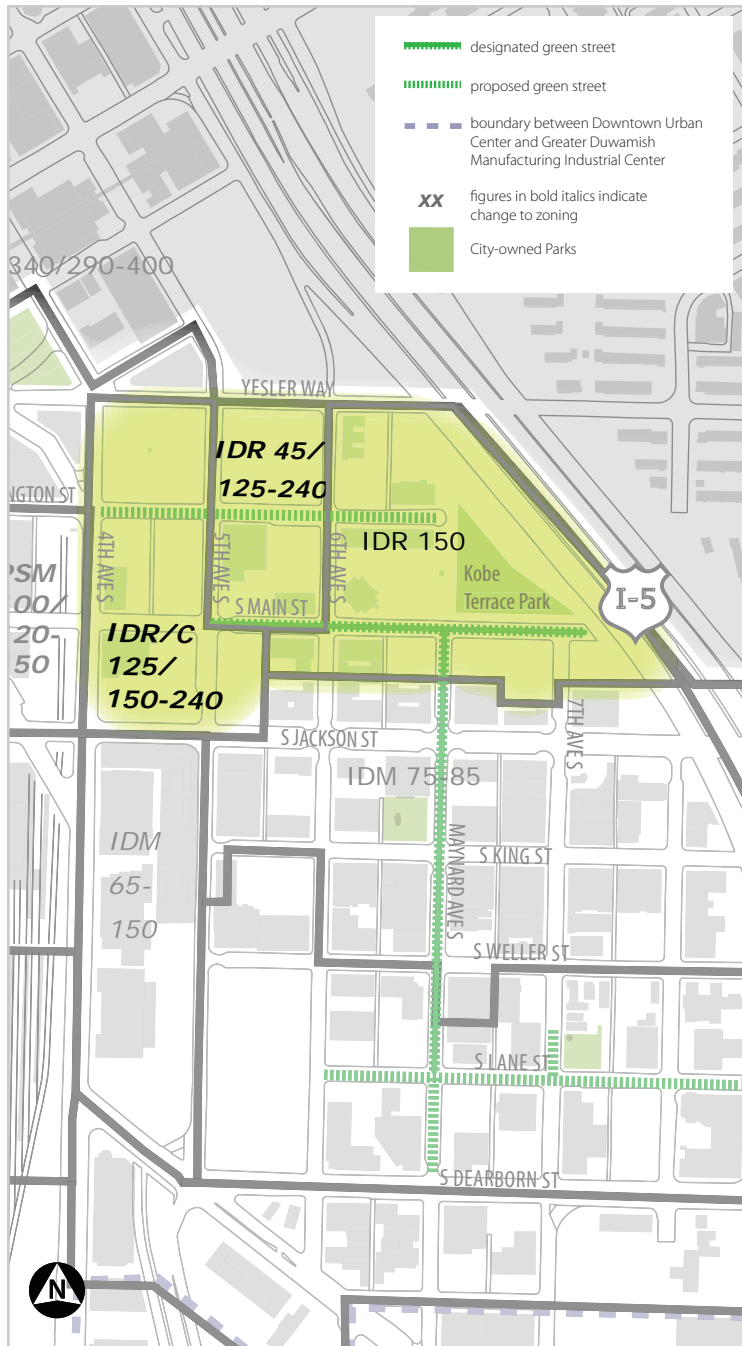 designated green street
proposed green street
boundary between Downtown Urban
Center and Greater Duwamish
Manufacturing Industrial Center
xx
figures in bold italics indicate
change to zoning
City-owned Parks
340/290-400
YESLER WAY
IDR 45/
125-240
NGTON ST
4TH AVE S
5TH AVE S
6TH AVE S
IDR 150
Kobe
Terrace Park
I-5
PSM
00/
20-
50
S MAIN ST
IDR/C
125/
150-240
S JACKSON ST
7TH AVE S
IDM 75-85
IDM
65-
150
MAYNARD AVE S
S KING ST
S WELLER ST
S LANE ST
S DEARBORN ST
N